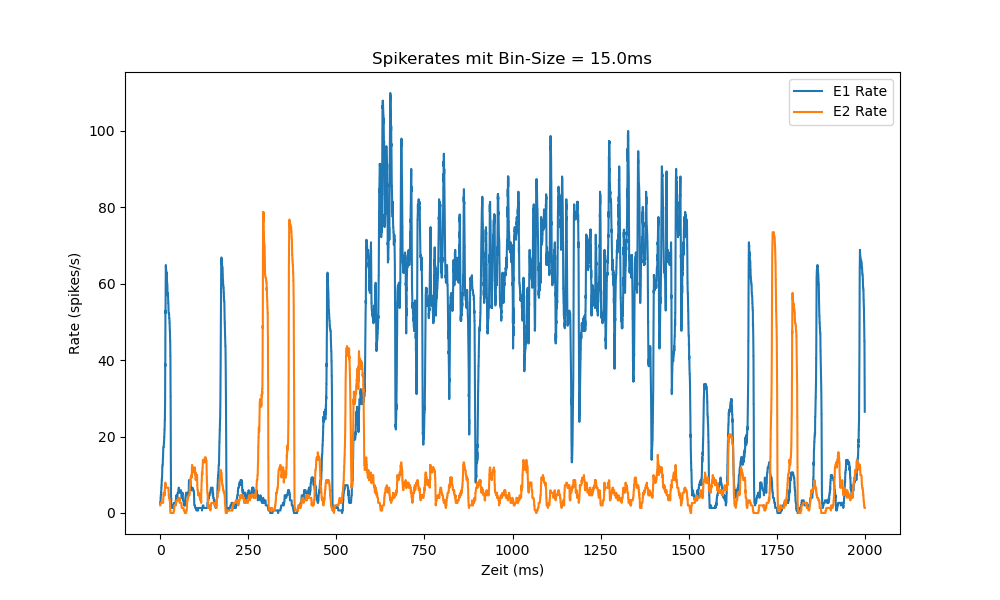 Spikerates mit Bin-Size = 15.0ms
E1 Rate
E2 Rate
Rate (spikes/s)
100
80
60
40
20
0
0 250 500 750 1000 1250 1500 1750 2000
Zeit (ms)